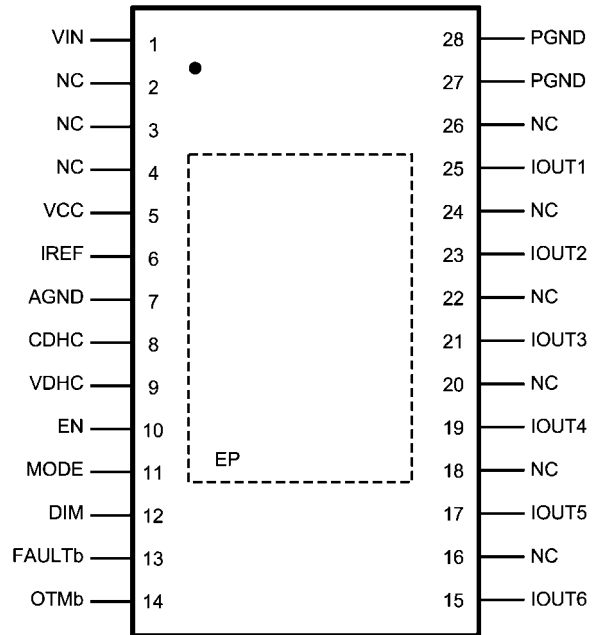 VIN 1 28 PGND
NC 2 27 PGND
NC 3 26 NC
NC 4 25 IOUT1
VCC 5 24 NC
IREF 6 23 IOUT2
AGND 7 22 NC
CDHC 8 21 IOUT3
VDHC 9 20 NC
EN 10 19 IOUT4
EP
MODE 11 18 NC
DIM 12 17 IOUT5
FAULTb 13 16 NC
OTMb 14 15 IOUT6